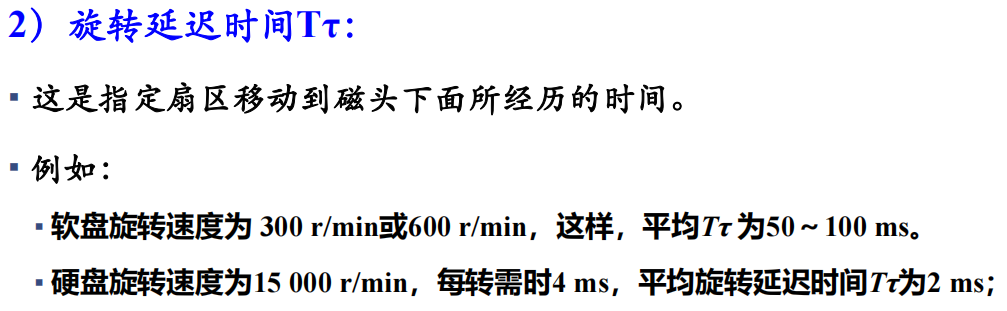 2）旋转延迟时间Tτ：
▪ 这是指定扇区移动到磁头下面所经历的时间。
▪ 例如：
▪ 软盘旋转速度为 300 r/min或600 r/min，这样，平均Tτ 为50～100 ms。
▪ 硬盘旋转速度为15 000 r/min，每转需时4 ms，平均旋转延迟时间Tτ为2 ms；